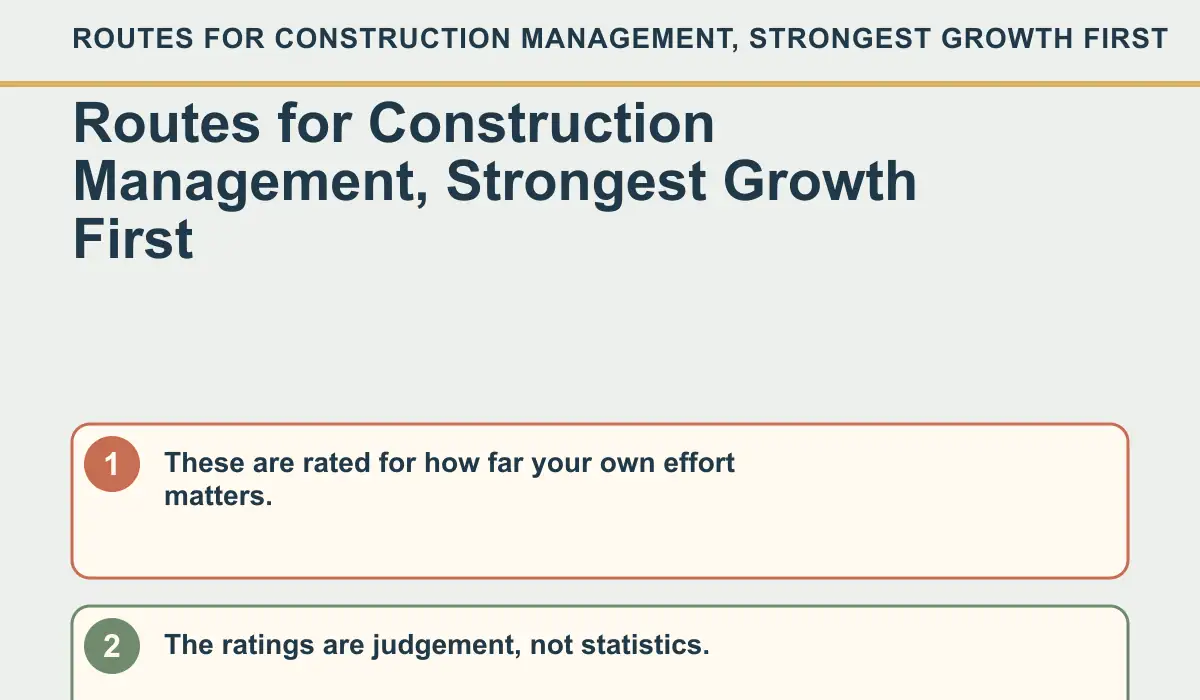 ROUTES FOR CONSTRUCTION MANAGEMENT, STRONGEST GROWTH FIRST
Routes for Construction
Management, Strongest Growth
First
1
These are rated for how far your own effort
matters.
2
The ratings are judgement, not statistics.